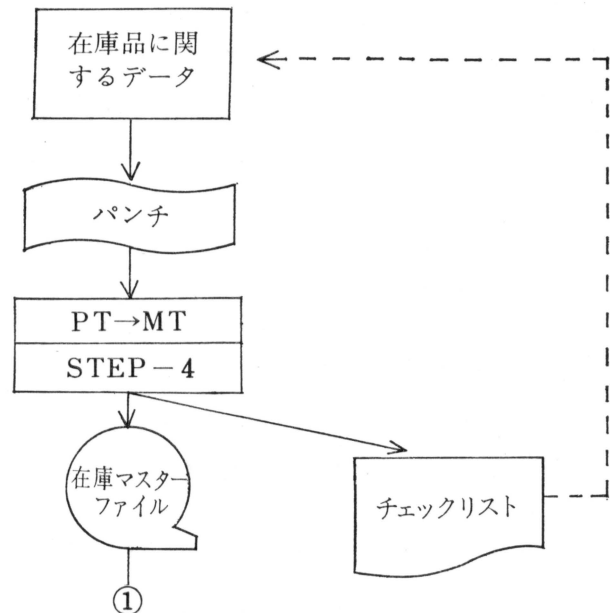 在庫品に関
するデータ
パンチ
PT→MT
STEP－4
在庫マスター
ファイル
チェックリスト
①